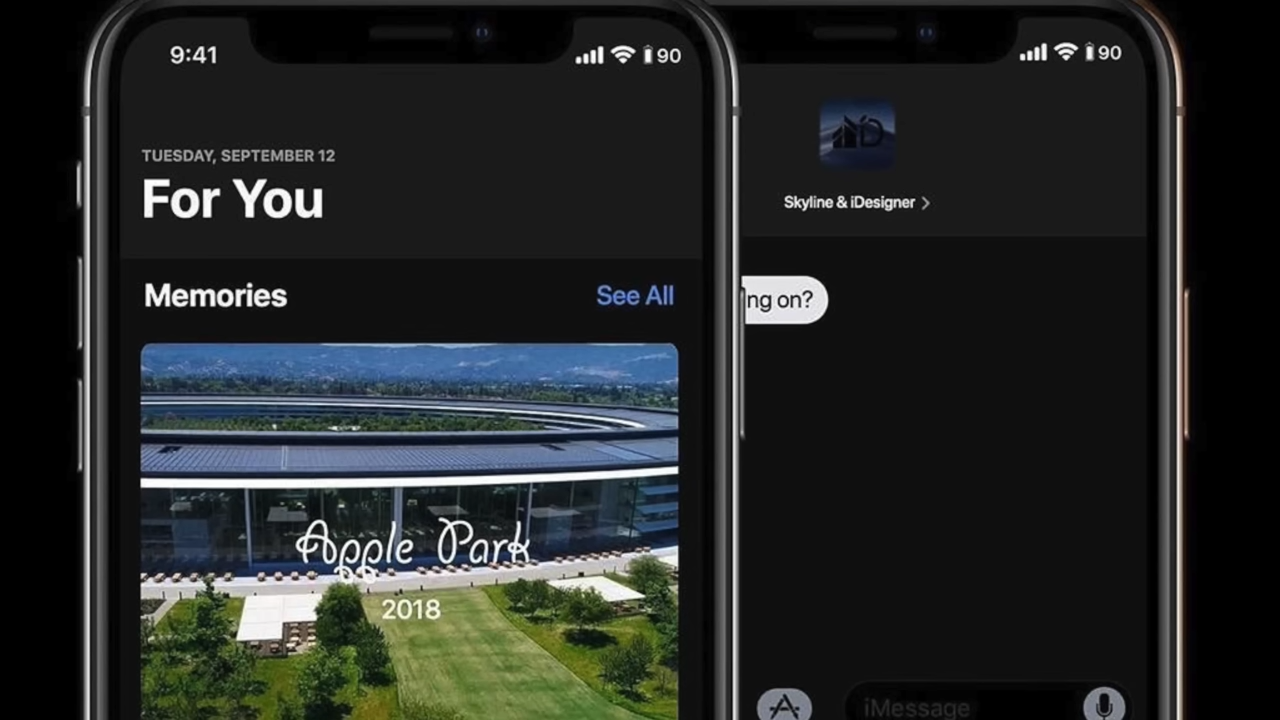 9:41
90
TUESDAY, SEPTEMBER 12
For You
Memories
See All
Apple Park
2018
90
Skyline & iDesigner
ng on?
iMessage